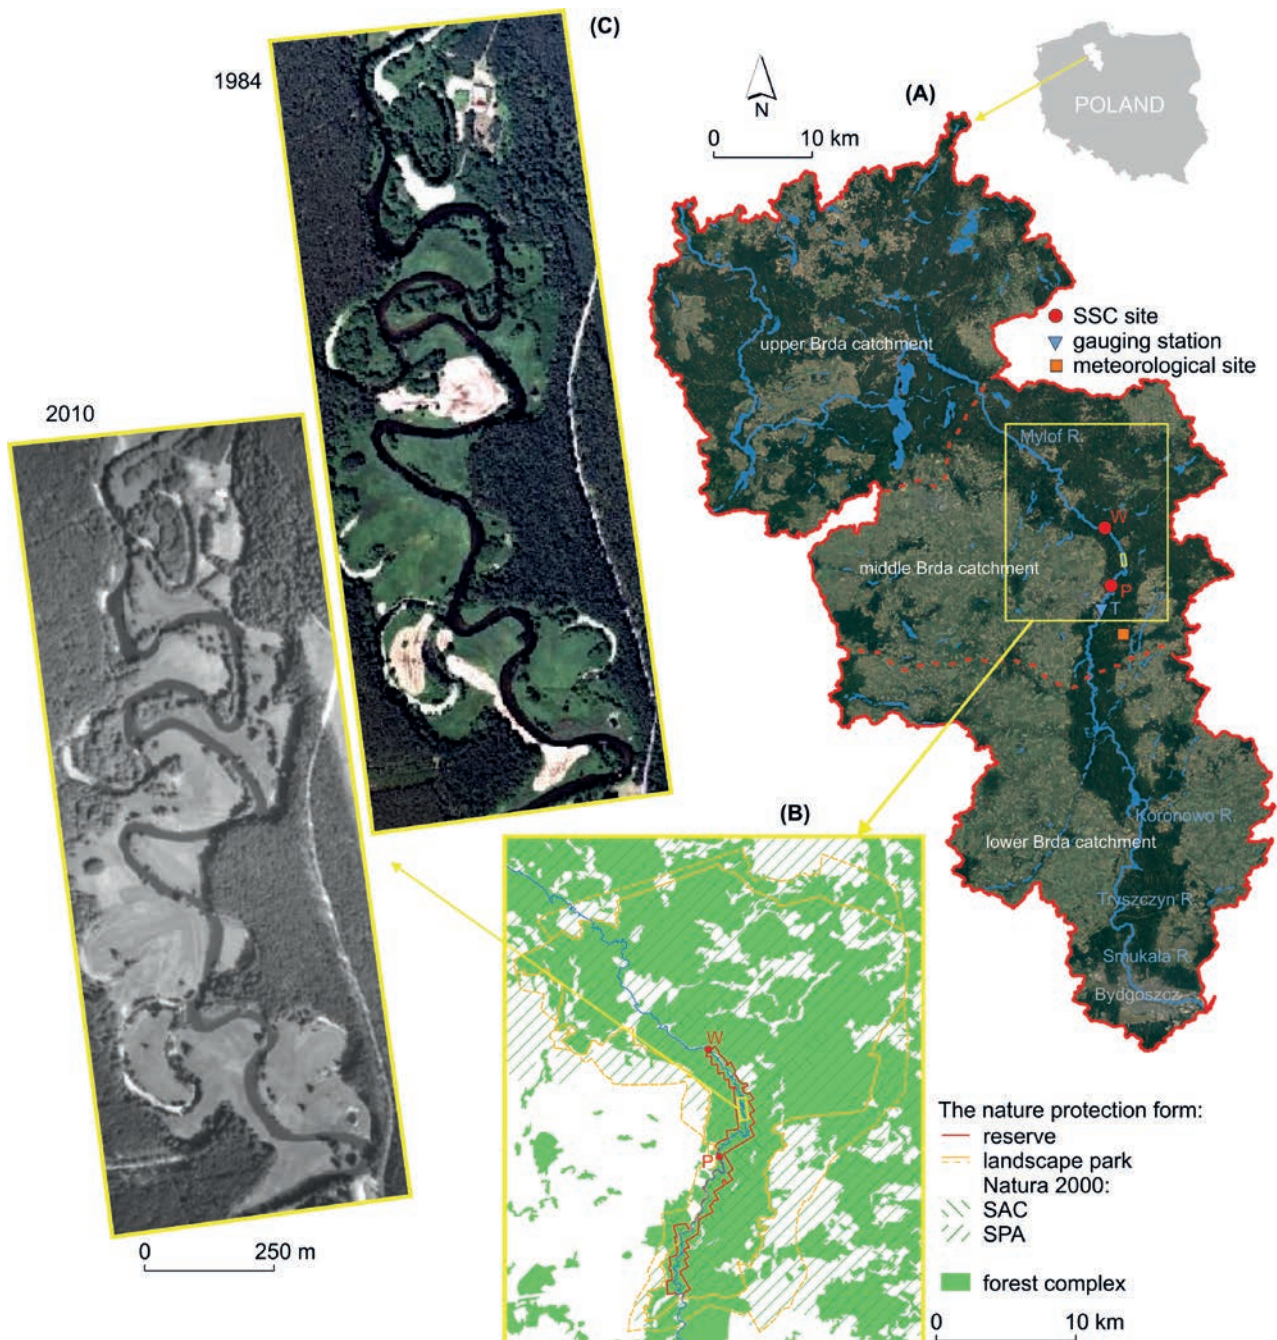 (C)
1984
(A)
POLAND
N
0 10 km
SSC site
gauging station
meteorological site
upper Brda catchment
2010
Mylof R.
W
middle Brda catchment
P
T
Koronowo R.
(B)
lower Brda catchment
Tryszczyn R.
Smukala R.
Bydgoszcz
W
P
The nature protection form:
reserve
landscape park
Natura 2000:
SAC
SPA
forest complex
0 250 m
0 10 km